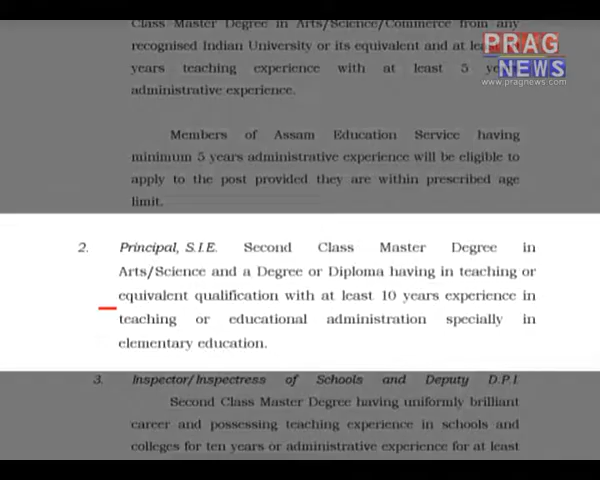 Class Master Degree in Arts/Science/Commerce from any
recognised Indian University or its equivalent and at
years teaching experience with at least 5
administrative experience.
PRAG
NEWS
www.pragnews.com
Members of Assam Education Service having
minimum 5 years administrative experience will be eligible to
apply to the post provided they are within prescribed age
limit.
2. Principal, S.I.E. Second Class Master Degree in
Arts/Science and a Degree or Diploma having in teaching or
equivalent qualification with at least 10 years experience in
teaching or educational administration specially in
elementary education.
3. Inspector/Inspectress of Schools and Deputy D.P.I.
Second Class Master Degree having uniformly brilliant
career and possessing teaching experience in schools and
colleges for ten years or administrative experience for at least